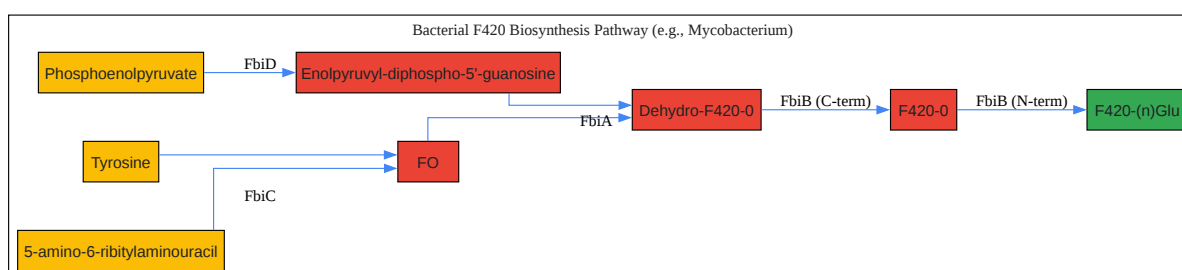 Bacterial F420 Biosynthesis Pathway (e.g., Mycobacterium)
Phosphoenolpyruvate
FbiD
Enolpyruvyl-diphospho-5'-guanosine
Dehydro-F420-0
FbiB (C-term)
F420-0
FbiB (N-term)
F420-(n)Glu
FbiA
Tyrosine
FO
FbiC
5-amino-6-ribitylaminouracil